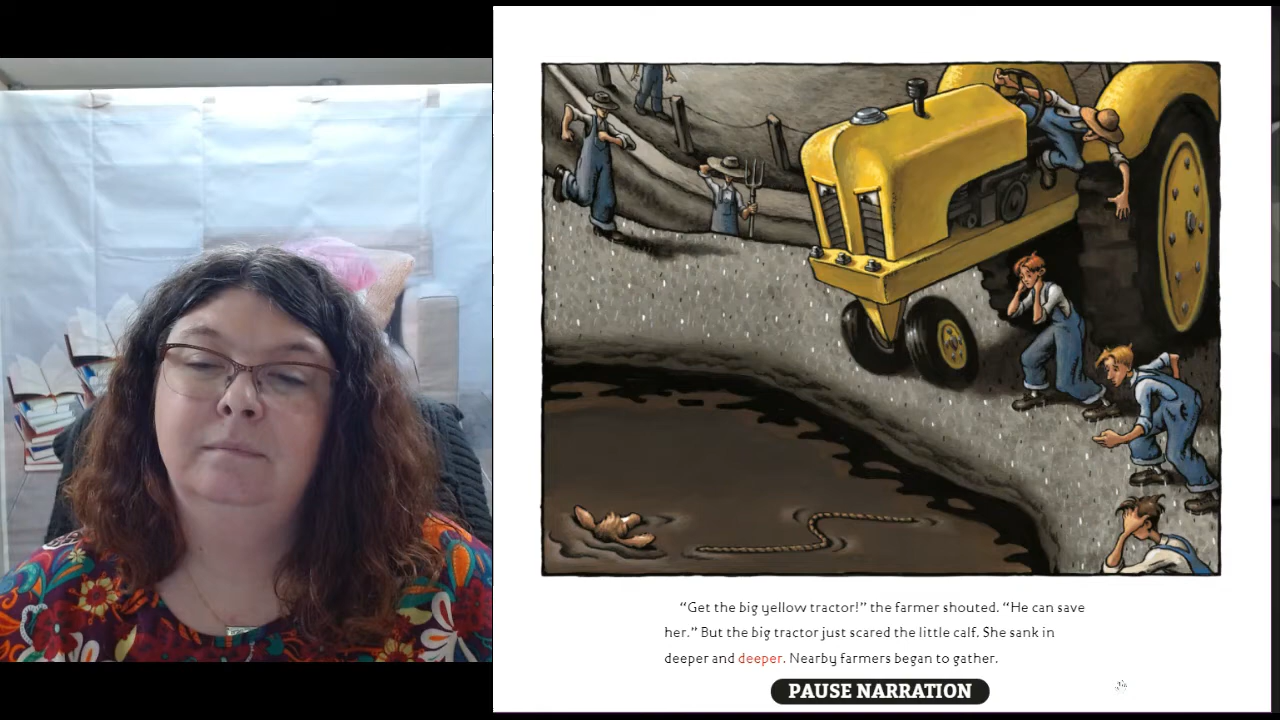 “Get the big yellow tractor!” the farmer shouted. “He can save
her.” But the big tractor just scared the little calf. She sank in
deeper and deeper. Nearby farmers began to gather.
PAUSE NARRATION